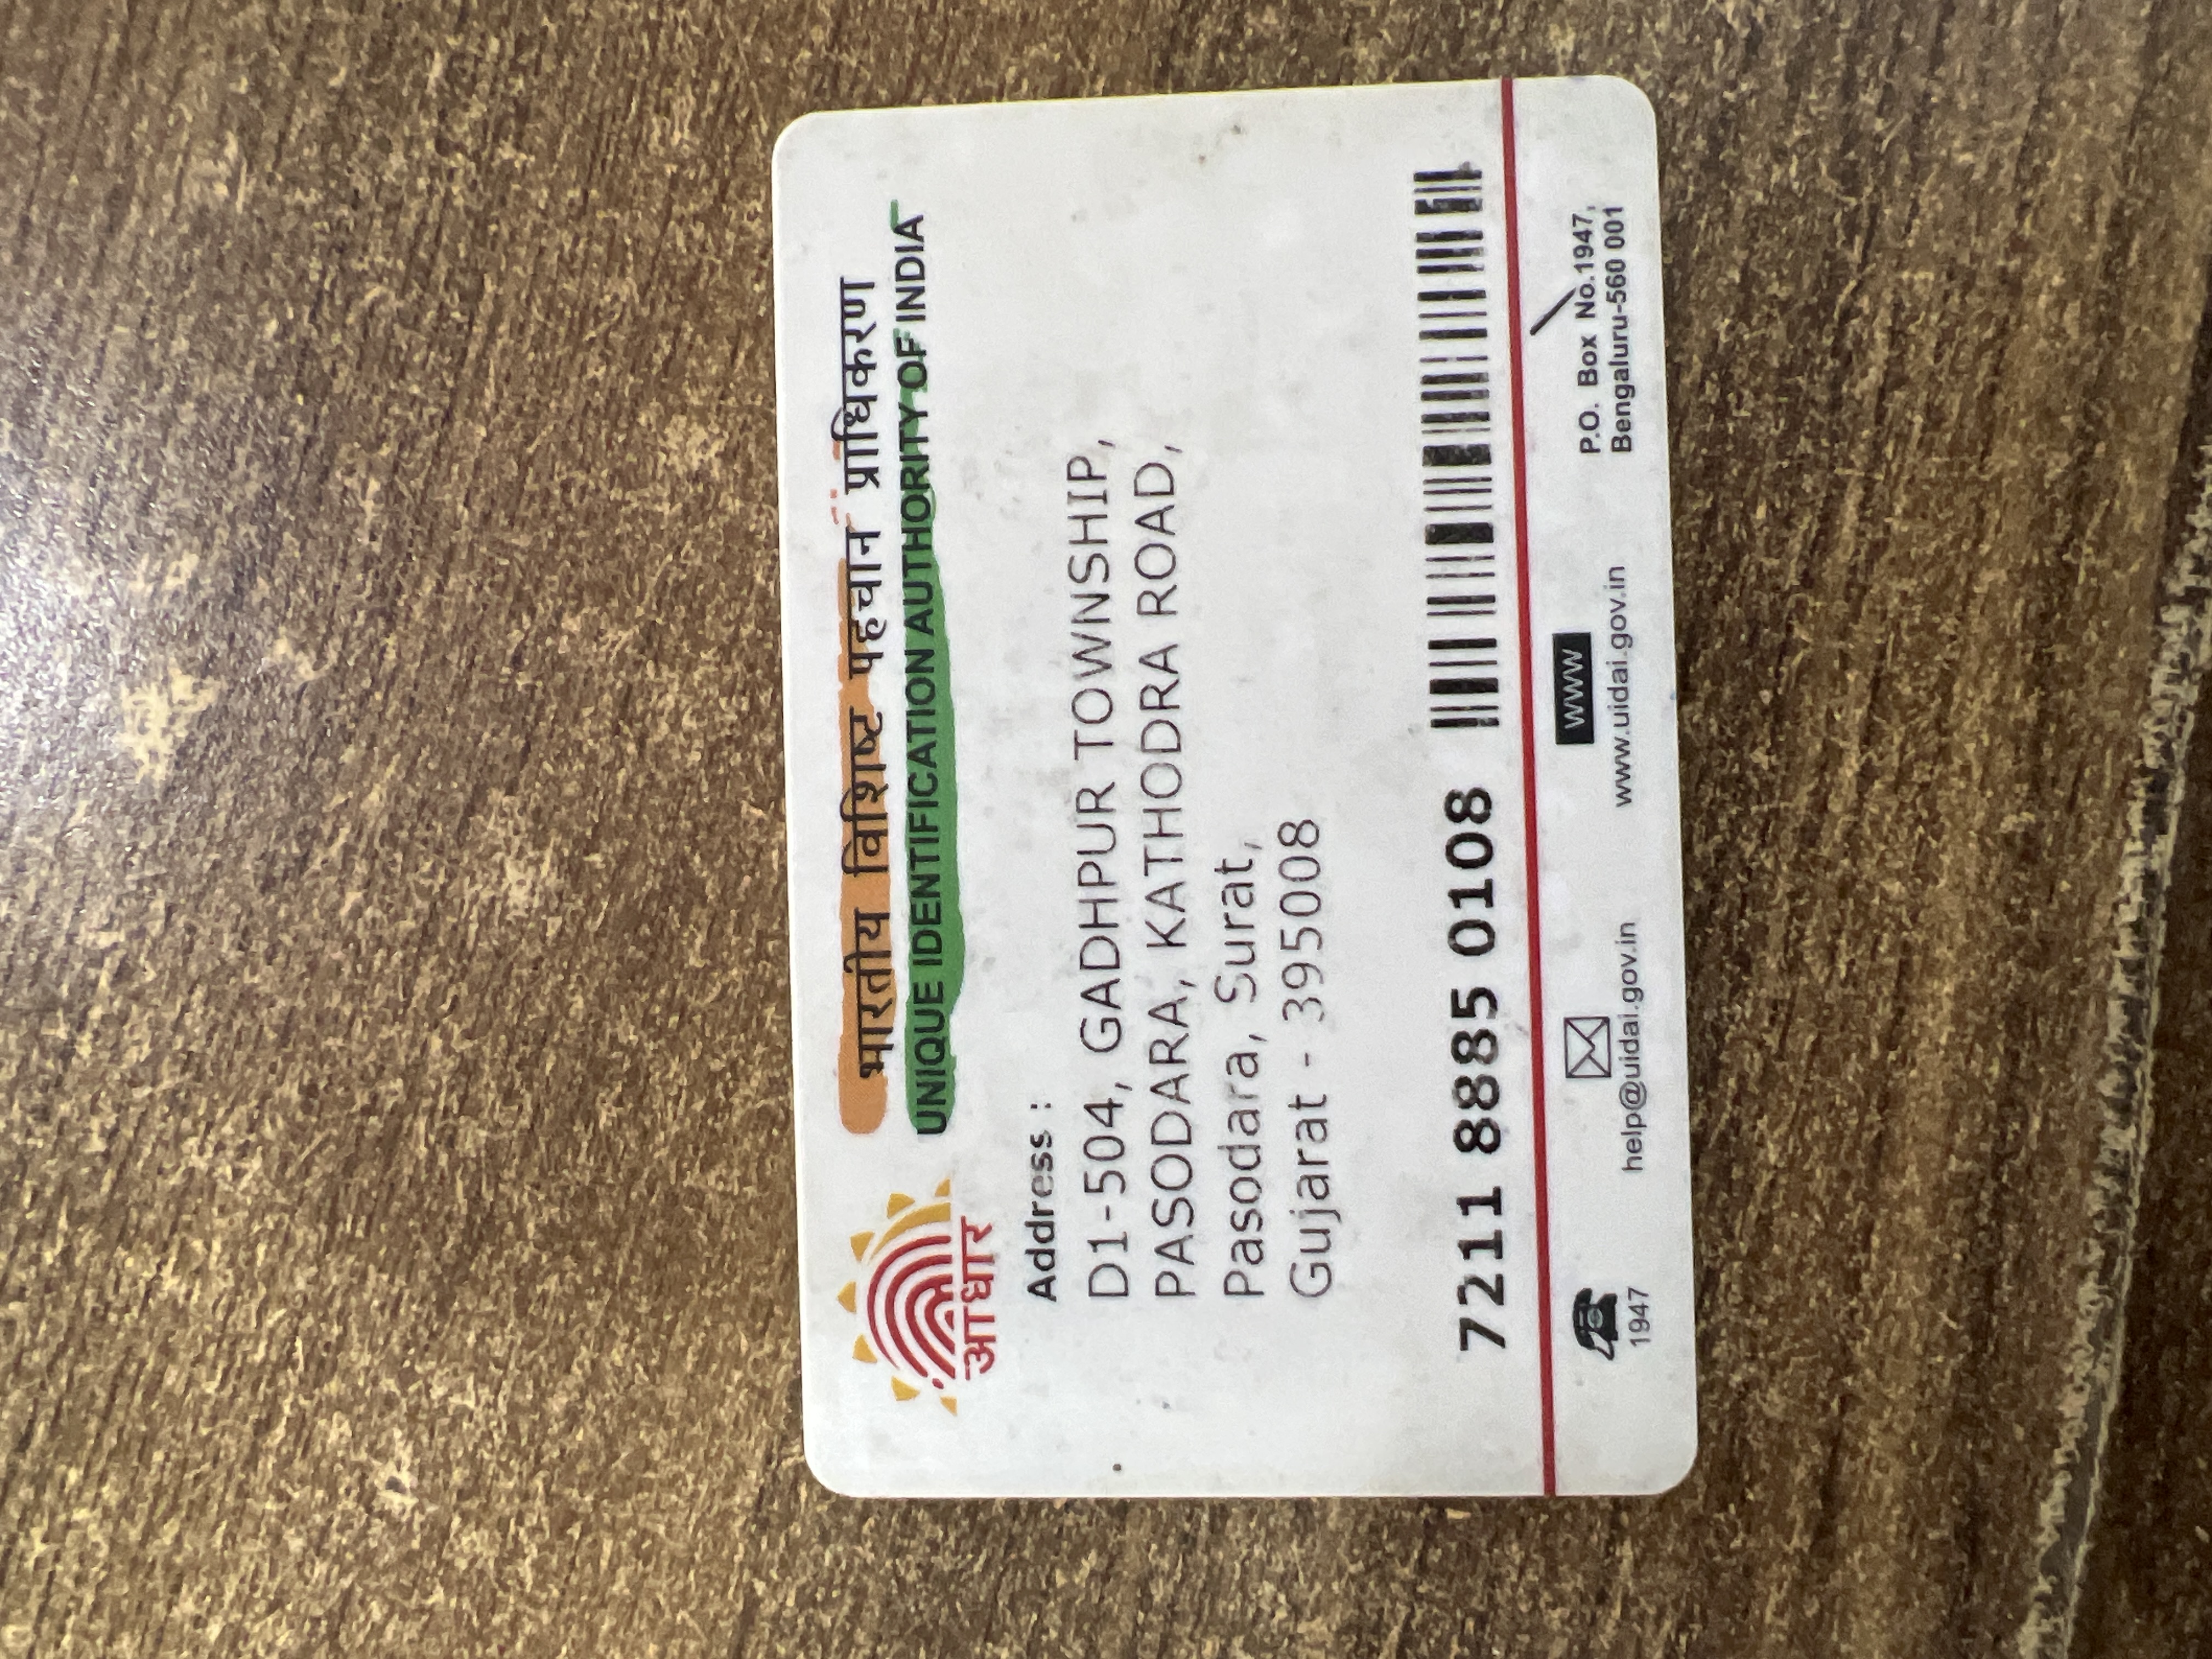 भारतीय विशिष्ट पहचान प्राधिकरण
UNIQUE IDENTIFICATION AUTHORITY OF INDIA
आधार
Address :
D1-504, GADHPUR TOWNSHIP,
PASODARA, KATHODRA ROAD,
Pasodara, Surat,
Gujarat - 395008
7211 8885 0108
1947
help@uidai.gov.in
www
www.uidai.gov.in
P.O. Box No.1947,
Bengaluru-560 001